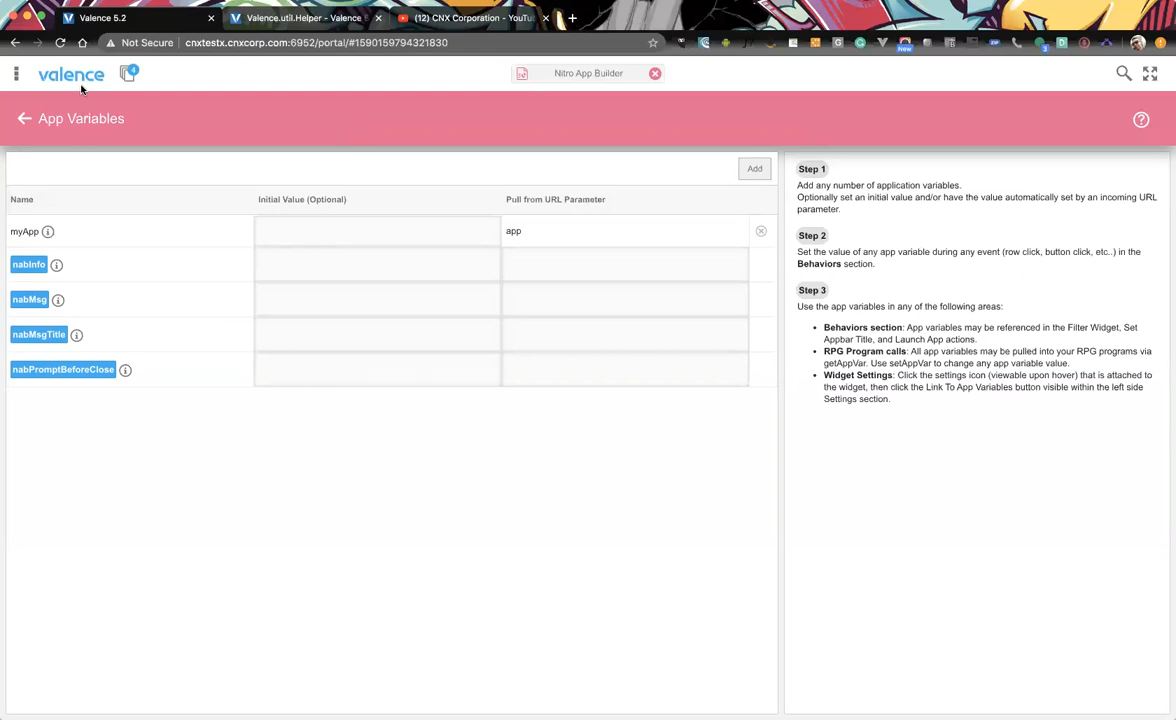 Valence 5.2
Valence.util.Helper - Valence
(12) CNX Corporation - YouTu
Not Secure
cnxtestx.cnxcorp.com:6952/portal/#1590159794321830
New
3
valence
4
Nitro App Builder
App Variables
Add
Name
Initial Value (Optional)
Pull from URL Parameter
myApp
app
nabInfo
nabMsg
nabMsgTitle
nabPromptBeforeClose
Step 1
Add any number of application variables.
Optionally set an initial value and/or have the value automatically set by an incoming URL
parameter.
Step 2
Set the value of any app variable during any event (row click, button click, etc..) in the
Behaviors section.
Step 3
Use the app variables in any of the following areas:
Behaviors section: App variables may be referenced in the Filter Widget, Set
Appbar Title, and Launch App actions.
RPG Program calls: All app variables may be pulled into your RPG programs via
getAppVar. Use setAppVar to change any app variable value.
Widget Settings: Click the settings icon (viewable upon hover) that is attached to
the widget, then click the Link To App Variables button visible within the left side
Settings section.